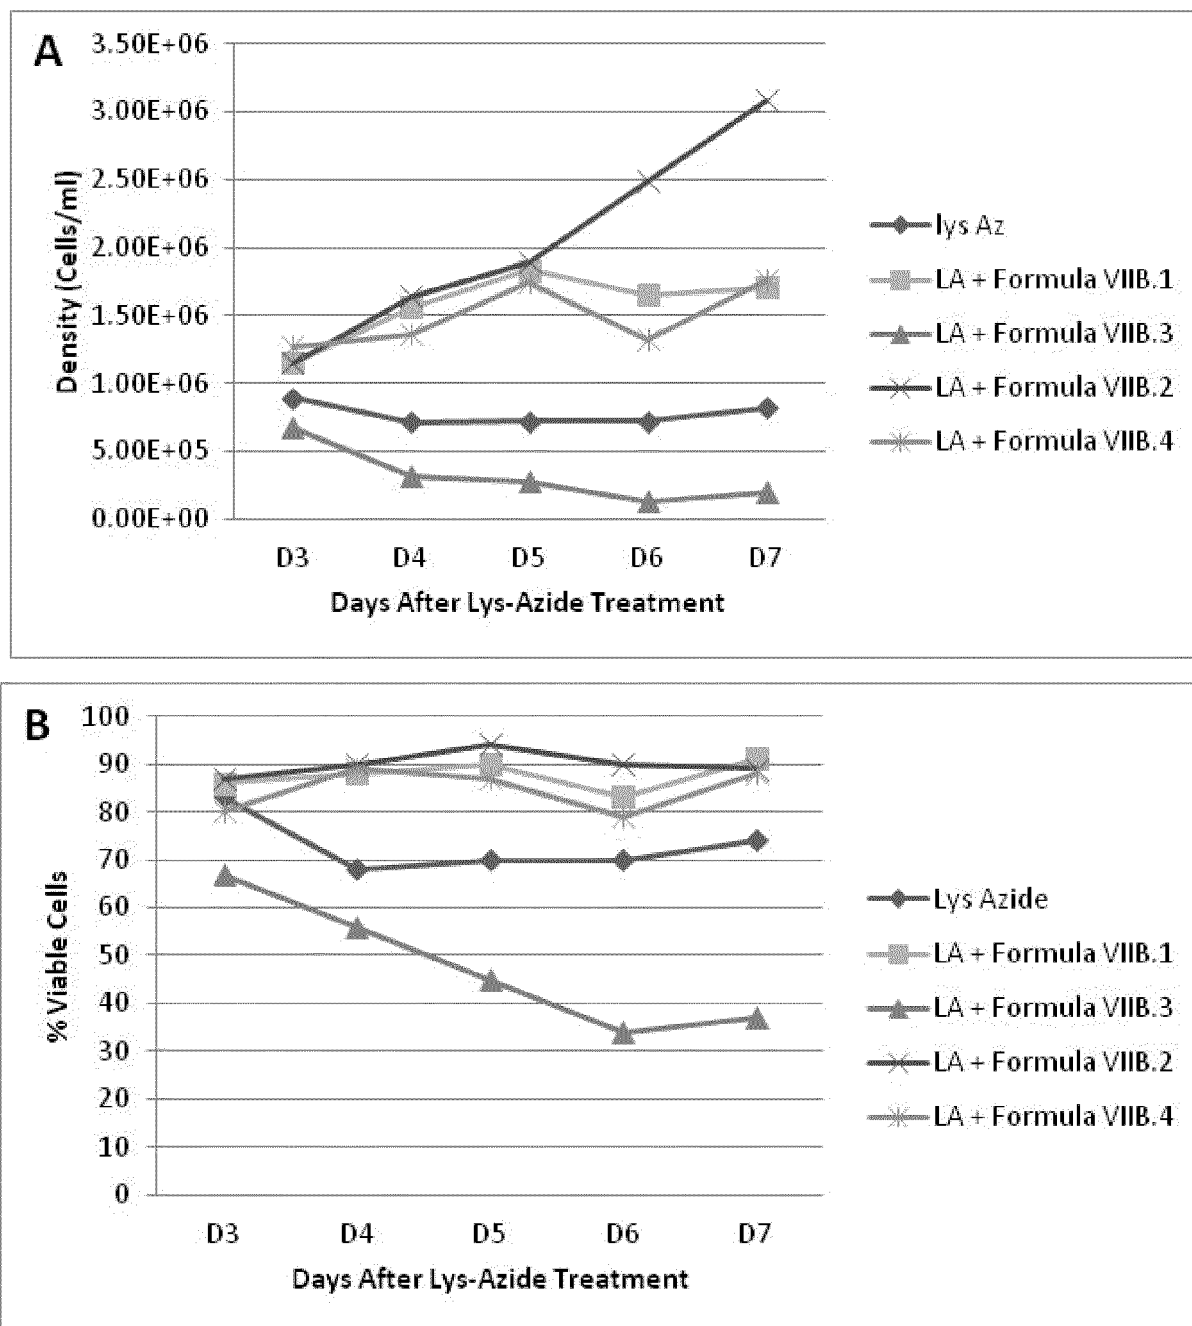 A
3.50E+06
3.00E+06
2.50E+06
2.00E+06
1.50E+06
1.00E+06
5.00E+05
0.00E+00
Density (Cells/ml)
D3 D4 D5 D6 D7
Days After Lys-Azide Treatment
lys Az
LA + Formula VIIB.1
LA + Formula VIIB.3
LA + Formula VIIB.2
LA + Formula VIIB.4
B
100
90
80
70
60
50
40
30
20
10
0
% Viable Cells
D3 D4 D5 D6 D7
Days After Lys-Azide Treatment
Lys Azide
LA + Formula VIIB.1
LA + Formula VIIB.3
LA + Formula VIIB.2
LA + Formula VIIB.4